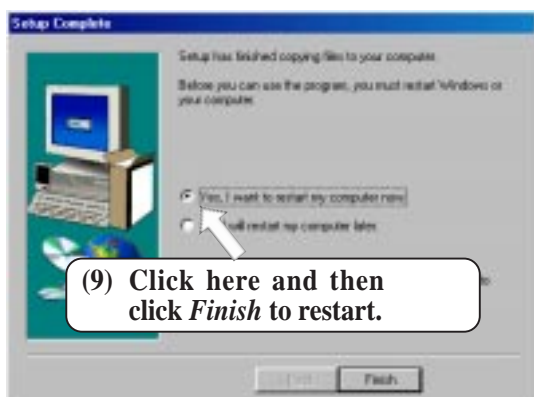 Setup Complete
Setup has finished copying files to your computer.
Before you can use the program, you must restart Windows or
your computer.
Yes, I want to restart my computer now.
will restart my computer later.
(9) Click here and then
click Finish to restart.
to
Finish